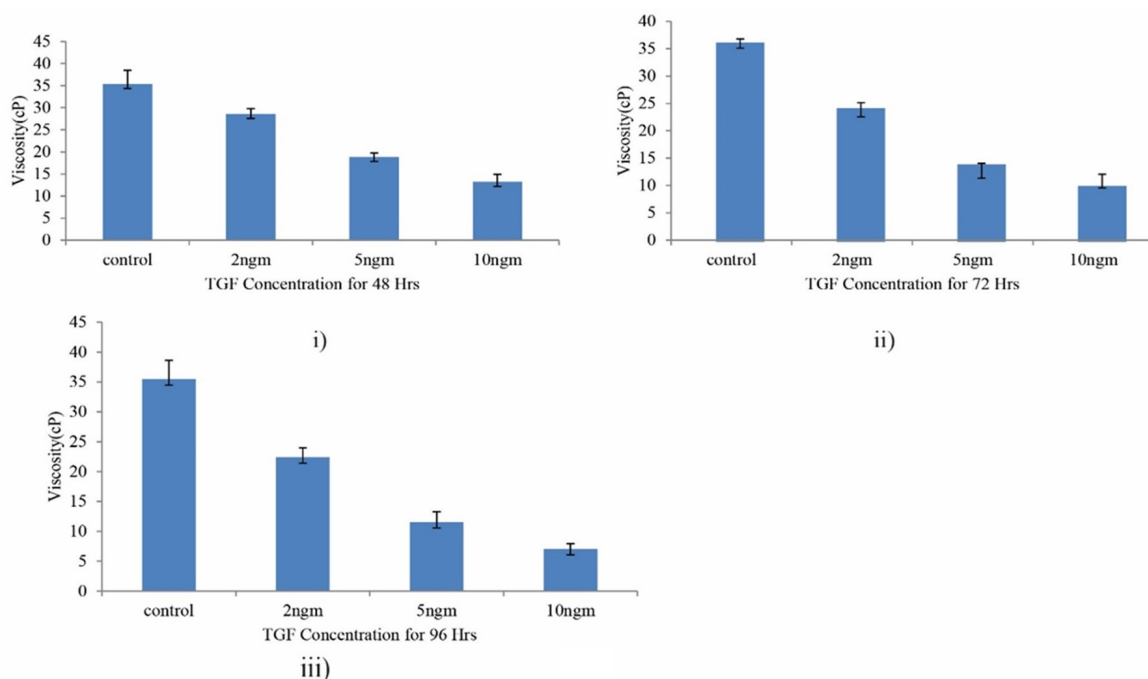 45
40
35
30
25
20
15
10
5
0
Viscosity(cP)
control 2ngm 5ngm 10ngm
TGF Concentration for 48 Hrs
i)
40
35
30
25
20
15
10
5
0
Viscosity(cP)
control 2ngm 5ngm 10ngm
TGF Concentration for 72 Hrs
ii)
45
40
35
30
25
20
15
10
5
0
Viscosity(cP)
control 2ngm 5ngm 10ngm
TGF Concentration for 96 Hrs
iii)